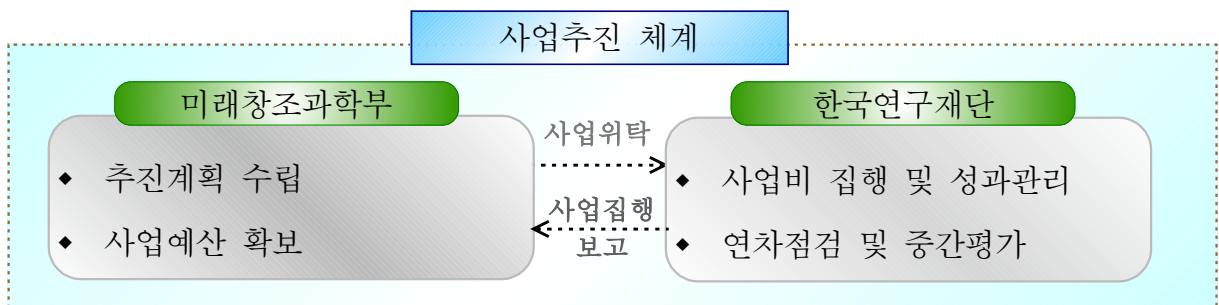 사업추진 체계
미래창조과학부
◆ 추진계획 수립
◆ 사업예산 확보
사업위탁
사업집행
보고
한국연구재단
◆ 사업비 집행 및 성과관리
◆ 연차점검 및 중간평가